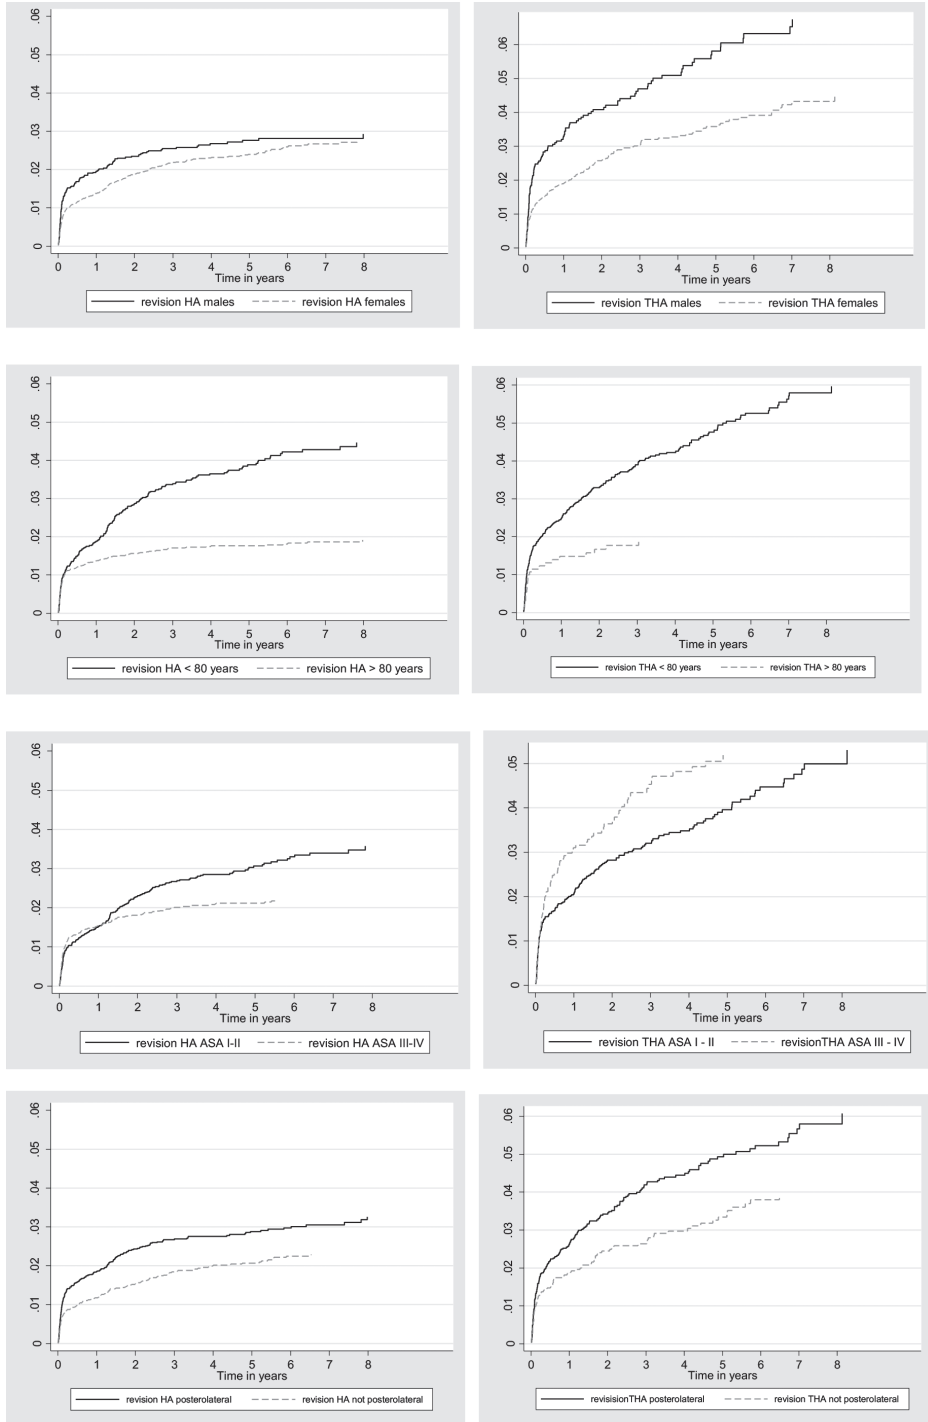 .06
.05
.04
.03
.02
.01
0
0 1 2 3 4 5 6 7 8
Time in years
revision HA males revision HA females
.06
.05
.04
.03
.02
.01
0
0 1 2 3 4 5 6 7 8
Time in years
revision THA males revision THA females
.06
.05
.04
.03
.02
.01
0
0 1 2 3 4 5 6 7 8
Time in years
revision HA < 80 years revision HA > 80 years
.06
.05
.04
.03
.02
.01
0
0 1 2 3 4 5 6 7 8
Time in years
revision THA < 80 years revision THA > 80 years
.06
.05
.04
.03
.02
.01
0
0 1 2 3 4 5 6 7 8
Time in years
revision HA ASA I-II revision HA ASA III-IV
.05
.04
.03
.02
.01
0
0 1 2 3 4 5 6 7 8
Time in years
revision THA ASA I - II revisionTHA ASA III - IV
.06
.05
.04
.03
.02
.01
0
0 1 2 3 4 5 6 7 8
Time in years
revision HA posterolateral revision HA not posterolateral
.06
.05
.04
.03
.02
.01
0
0 1 2 3 4 5 6 7 8
Time in years
revisisionTHA posterolateral revision THA not posterolateral